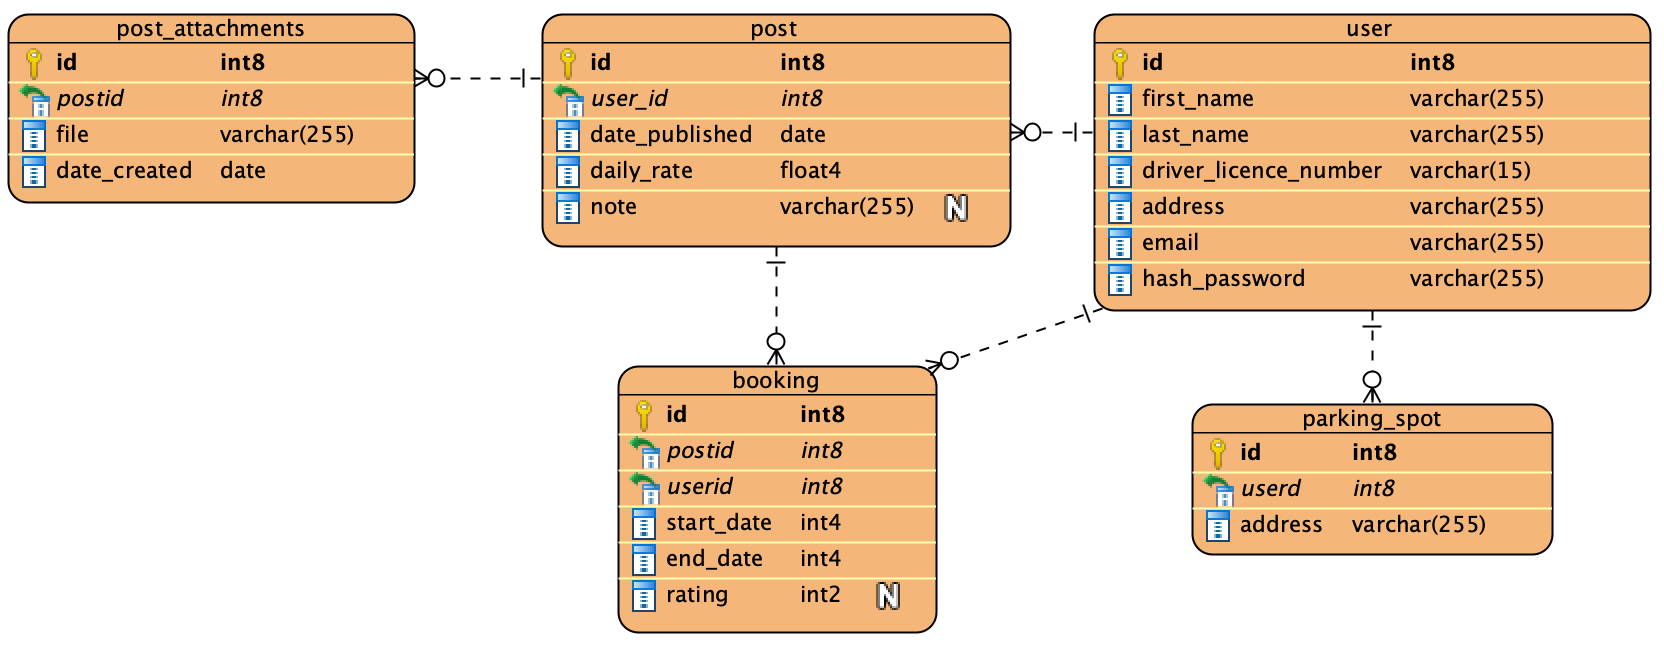 post_attachments
id int8
postid int8
file varchar(255)
date_created date
post
id int8
user_id int8
date_published date
daily_rate float4
note varchar(255) N
user
id int8
first_name varchar(255)
last_name varchar(255)
driver_licence_number varchar(15)
address varchar(255)
email varchar(255)
hash_password varchar(255)
booking
id int8
postid int8
userid int8
start_date int4
end_date int4
rating int2 N
parking_spot
id int8
userd int8
address varchar(255)